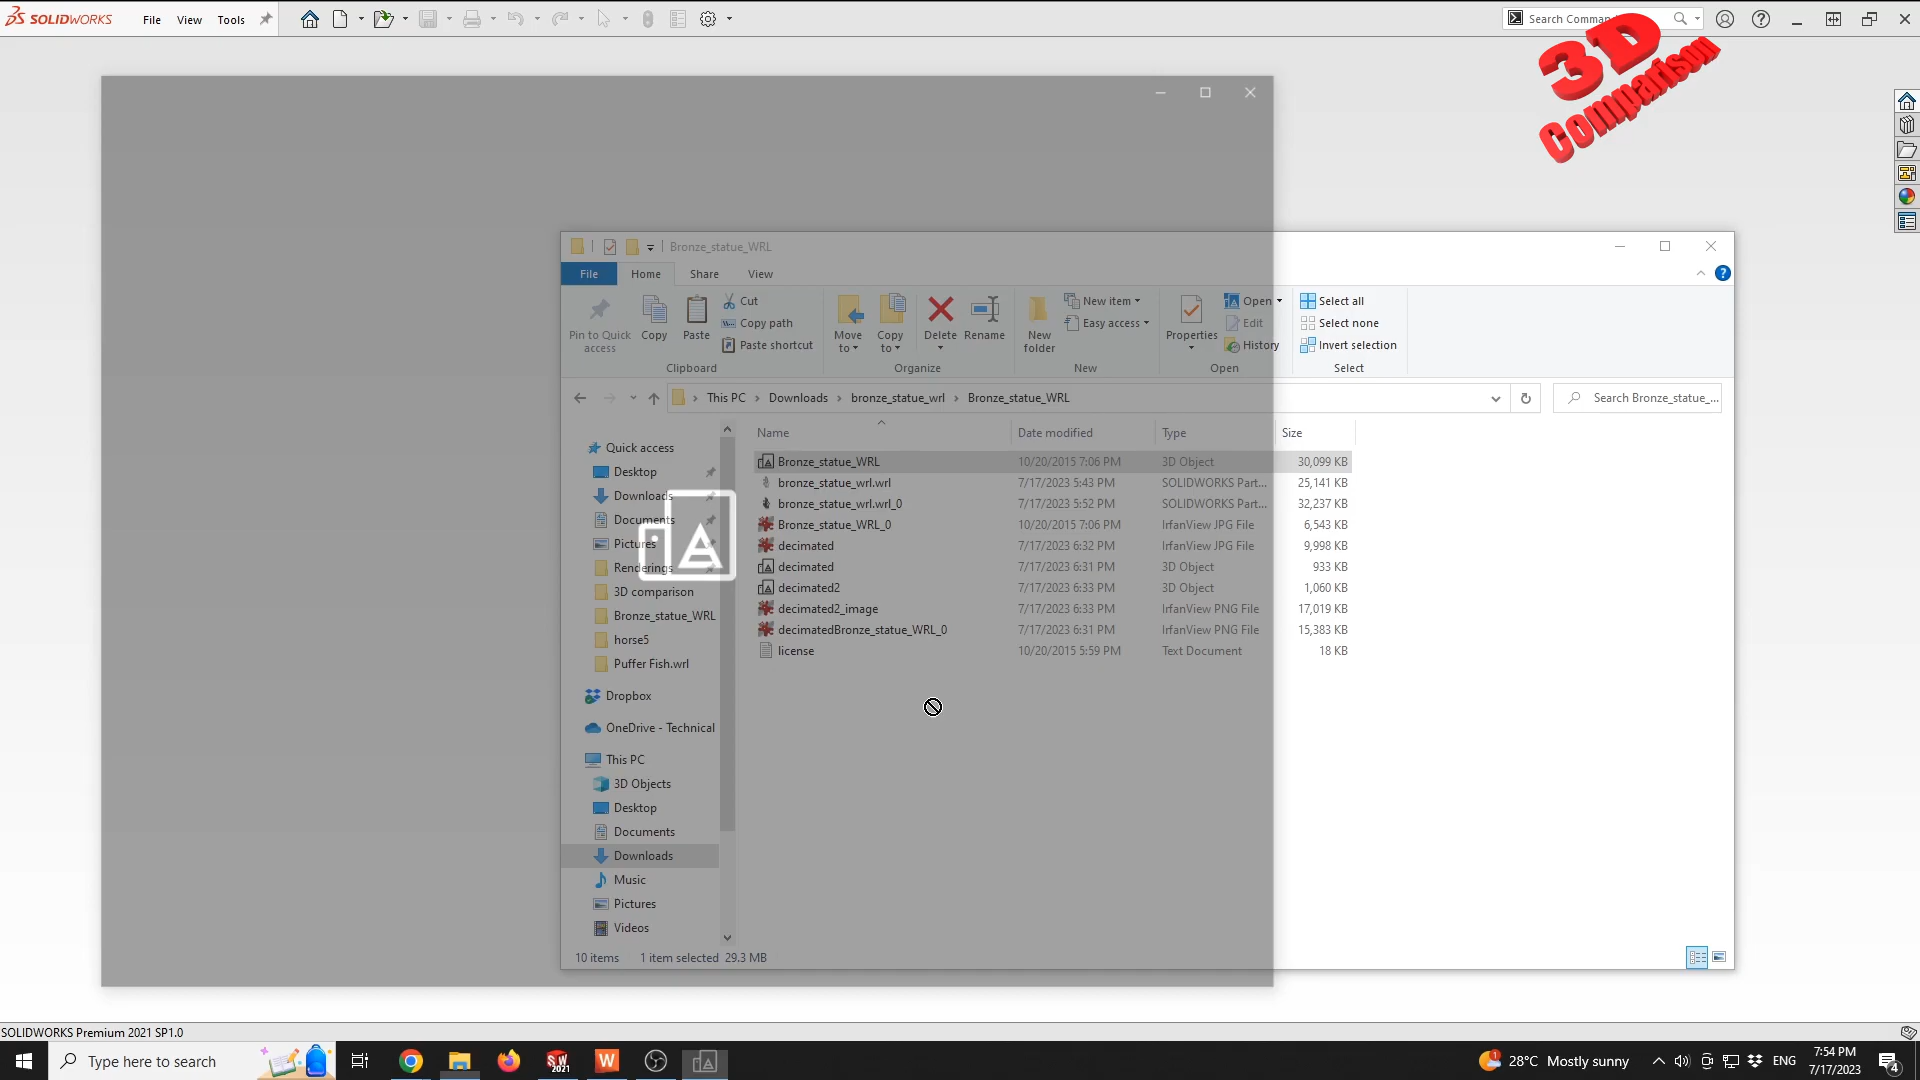 SOLIDWORKS File View Tools
Search Comman
3D
Comparison
Bronze_statue_WRL
File Home Share View
Pin to Quick access
Copy
Paste
Cut
Copy path
Paste shortcut
Move to
Copy to
Delete
Rename
New folder
New item
Easy access
Properties
Open
Edit
History
Select all
Select none
Invert selection
Clipboard Organize New Open Select
This PC > Downloads > bronze_statue_wrl > Bronze_statue_WRL
Search Bronze_statue_...
Name Date modified Type Size
Bronze_statue_WRL 10/20/2015 7:06 PM 3D Object 30,099 KB
bronze_statue_wrl.wrl 7/17/2023 5:43 PM SOLIDWORKS Part... 25,141 KB
bronze_statue_wrl.wrl_0 7/17/2023 5:52 PM SOLIDWORKS Part... 32,237 KB
Bronze_statue_WRL_0 10/20/2015 7:06 PM IrfanView JPG File 6,543 KB
decimated 7/17/2023 6:32 PM IrfanView JPG File 9,998 KB
decimated 7/17/2023 6:31 PM 3D Object 933 KB
decimated2 7/17/2023 6:33 PM 3D Object 1,060 KB
decimated2_image 7/17/2023 6:33 PM IrfanView PNG File 17,019 KB
decimatedBronze_statue_WRL_0 7/17/2023 6:31 PM IrfanView PNG File 15,383 KB
license 10/20/2015 5:59 PM Text Document 18 KB
Quick access
Desktop
Downloads
Documents
Pictures
Renderings
3D comparison
Bronze_statue_WRL
horse5
Puffer Fish.wrl
Dropbox
OneDrive - Technical
This PC
3D Objects
Desktop
Documents
Downloads
Music
Pictures
Videos
10 items 1 item selected 29.3 MB
SOLIDWORKS Premium 2021 SP1.0
Type here to search
SW 2021
W
1
28°C Mostly sunny
ENG
7:54 PM
7/17/2023
4